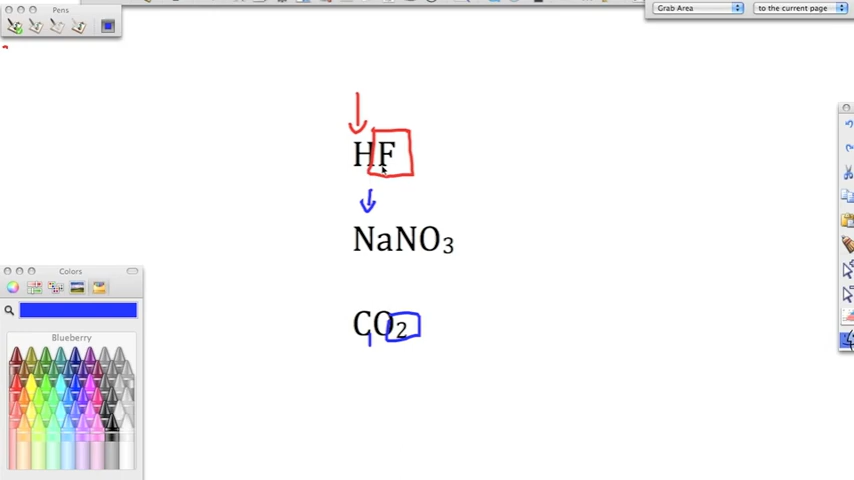 Pens
Grab Area
to the current page
HF
NaNO₃
CO₂
Colors
Blueberry